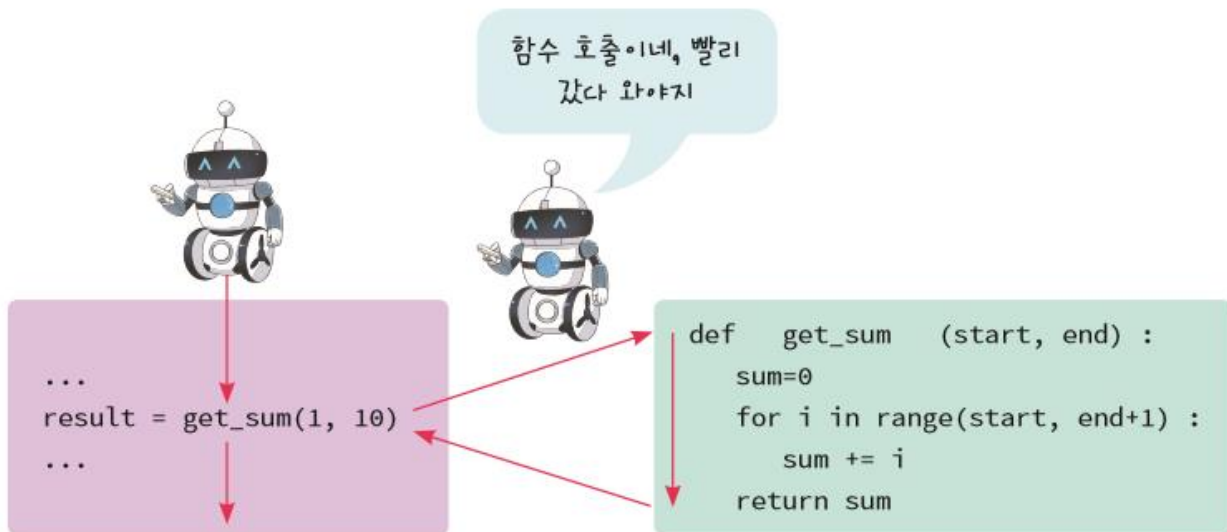 함수 호출이네, 빨리
갔다 와야지
...
result = get_sum(1, 10)
...
def get_sum (start, end) :
sum=0
for i in range(start, end+1) :
sum += i
return sum